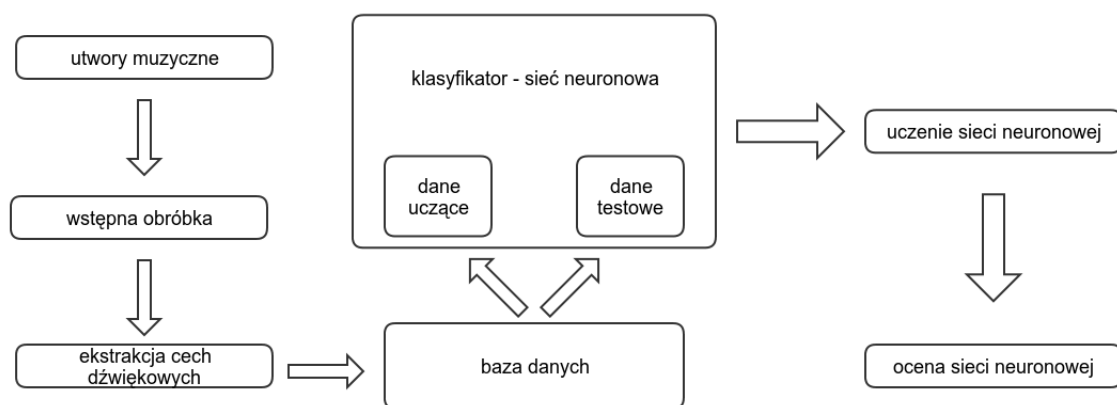 utwory muzyczne
wstępna obróbka
ekstrakcja cech
dźwiękowych
baza danych
klasyfikator - sieć neuronowa
dane
uczące
dane
testowe
uczenie sieci neuronowej
ocena sieci neuronowej